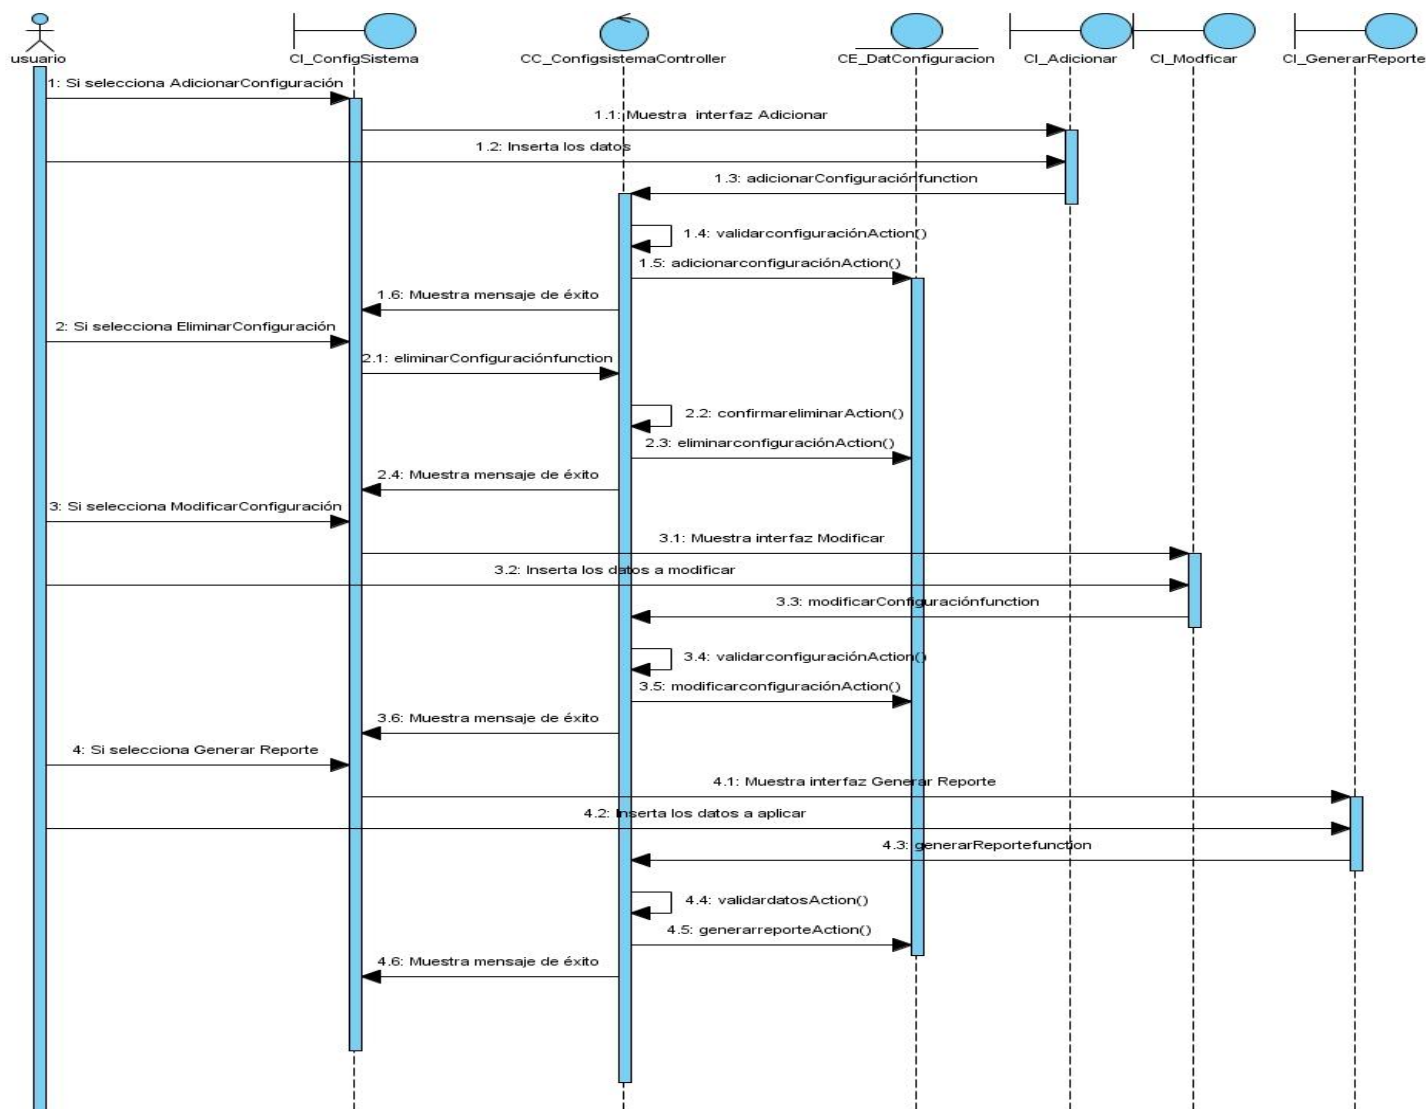 usuario
CI_ConfigSistema
CC_ConfigsistemaController
CE_DatConfiguracion
CI_Adicionar
CI_Modficar
CI_GenerarReporte
1: Si selecciona AdicionarConfiguración
1.1: Muestra interfaz Adicionar
1.2: Inserta los datos
1.3: adicionarConfiguraciónfunction
1.4: validarconfiguraciónAction()
1.5: adicionarconfiguraciónAction()
1.6: Muestra mensaje de éxito
2: Si selecciona EliminarConfiguración
2.1: eliminarConfiguraciónfunction
2.2: confirmareliminarAction()
2.3: eliminarconfiguraciónAction()
2.4: Muestra mensaje de éxito
3: Si selecciona ModificarConfiguración
3.1: Muestra interfaz Modificar
3.2: Inserta los datos a modificar
3.3: modificarConfiguraciónfunction
3.4: validarconfiguraciónAction()
3.5: modificarconfiguraciónAction()
3.6: Muestra mensaje de éxito
4: Si selecciona Generar Reporte
4.1: Muestra interfaz Generar Reporte
4.2: Inserta los datos a aplicar
4.3: generarReportefunction
4.4: validardatosAction()
4.5: generarreporteAction()
4.6: Muestra mensaje de éxito